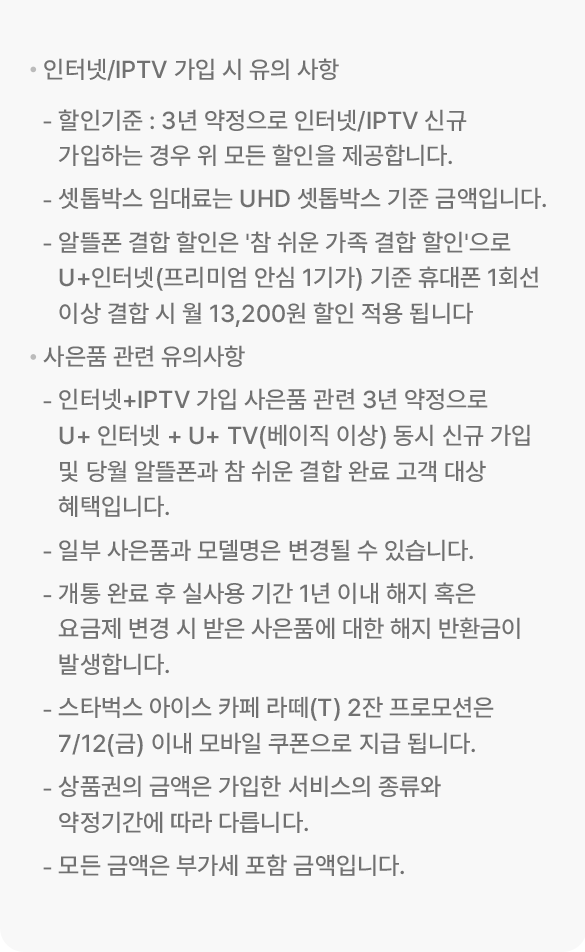 • 인터넷/IPTV 가입 시 유의 사항
- 할인기준 : 3년 약정으로 인터넷/IPTV 신규
가입하는 경우 위 모든 할인을 제공합니다.
- 셋톱박스 임대료는 UHD 셋톱박스 기준 금액입니다.
- 알뜰폰 결합 할인은 '참 쉬운 가족 결합 할인'으로
U+인터넷(프리미엄 안심 1기가) 기준 휴대폰 1회선
이상 결합 시 월 13,200원 할인 적용 됩니다
• 사은품 관련 유의사항
- 인터넷+IPTV 가입 사은품 관련 3년 약정으로
U+ 인터넷 + U+ TV(베이직 이상) 동시 신규 가입
및 당월 알뜰폰과 참 쉬운 결합 완료 고객 대상
혜택입니다.
- 일부 사은품과 모델명은 변경될 수 있습니다.
- 개통 완료 후 실사용 기간 1년 이내 해지 혹은
요금제 변경 시 받은 사은품에 대한 해지 반환금이
발생합니다.
- 스타벅스 아이스 카페 라떼(T) 2잔 프로모션은
7/12(금) 이내 모바일 쿠폰으로 지급 됩니다.
- 상품권의 금액은 가입한 서비스의 종류와
약정기간에 따라 다릅니다.
- 모든 금액은 부가세 포함 금액입니다.